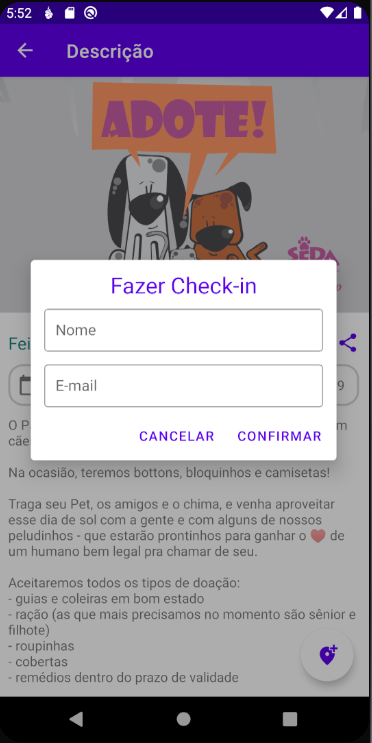 5:52
Descrição
ADOTE!
SEDA
Fazer Check-in
Nome
E-mail
CANCELAR CONFIRMAR
Fei
9
O P m
cãe
Na ocasião, teremos bottons, bloquinhos e camisetas!
Traga seu Pet, os amigos e o chima, e venha aproveitar
esse dia de sol com a gente e com alguns de nossos
peludinhos - que estarão prontinhos para ganhar o ❤️ de
um humano bem legal pra chamar de seu.
Aceitaremos todos os tipos de doação:
- guias e coleiras em bom estado
- ração (as que mais precisamos no momento são sênior e
filhote)
- roupinhas
- cobertas
- remédios dentro do prazo de validade